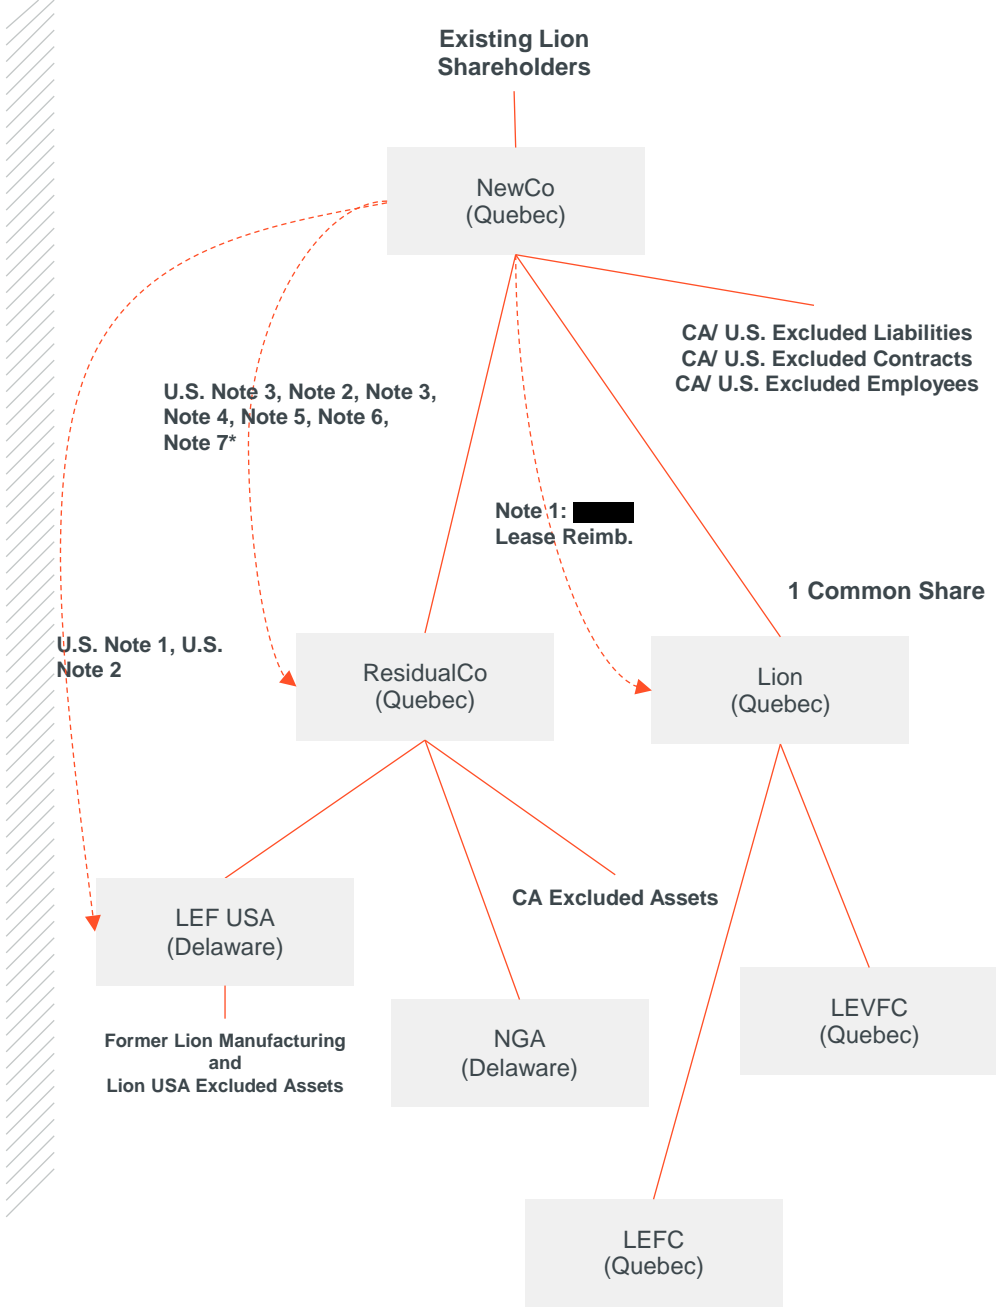 Existing Lion
Shareholders
NewCo
(Quebec)
CA/ U.S. Excluded Liabilities
CA/ U.S. Excluded Contracts
CA/ U.S. Excluded Employees
U.S. Note 3, Note 2, Note 3,
Note 4, Note 5, Note 6,
Note 7*
Note 1:
Lease Reimb.
1 Common Share
U.S. Note 1, U.S.
Note 2
ResidualCo
(Quebec)
Lion
(Quebec)
LEF USA
(Delaware)
CA Excluded Assets
Former Lion Manufacturing
and
Lion USA Excluded Assets
NGA
(Delaware)
LEVFC
(Quebec)
LEFC
(Quebec)